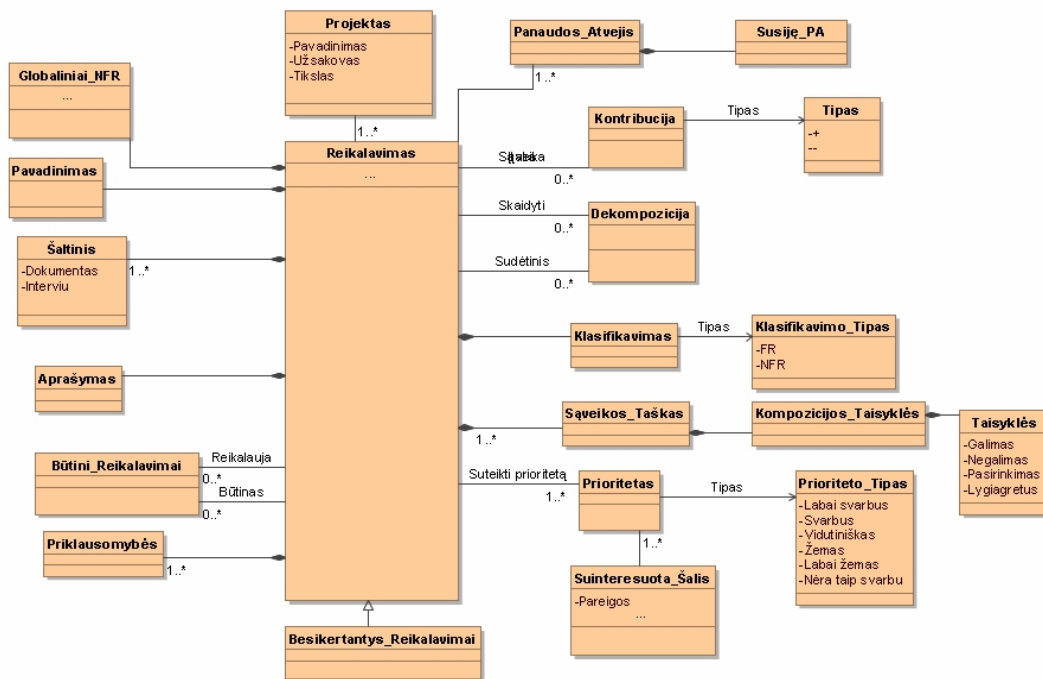 Projektas
-Pavadinimas
-Užsakovas
-Tikslas
1..*
Panaudos_Atvejis
1..*
Susiję_PA
Globaliniai_NFR
...
Pavadinimas
Reikalavimas
...
Kontribucija
0..*
Tipas
Tipas
-+
--
Šaltinis
-Dokumentas
-Interviu
1..*
Skaidyti
0..*
Dekompozicija
Sudėtinis
0..*
Klasifikavimas
Tipas
Klasifikavimo_Tipas
-FR
-NFR
Aprašymas
Sąveikos_Taškas
1..*
Kompozicijos_Taisyklės
Taisyklės
-Galimas
-Negalimas
-Pasirinkimas
-Lygiagretus
Būtini_Reikalavimai
Reikalauja
0..*
Būtinas
0..*
Suteikti prioritetą
1..*
Prioritetas
Tipas
Prioriteto_Tipas
-Labai svarbus
-Svarbus
-Vidutiniškas
-Žemas
-Labai žemas
-Nėra taip svarbu
1..*
Priklausomybės
1..*
Suinteresuota_Šalis
-Pareigos
...
Besikertantys_Reikalavimai